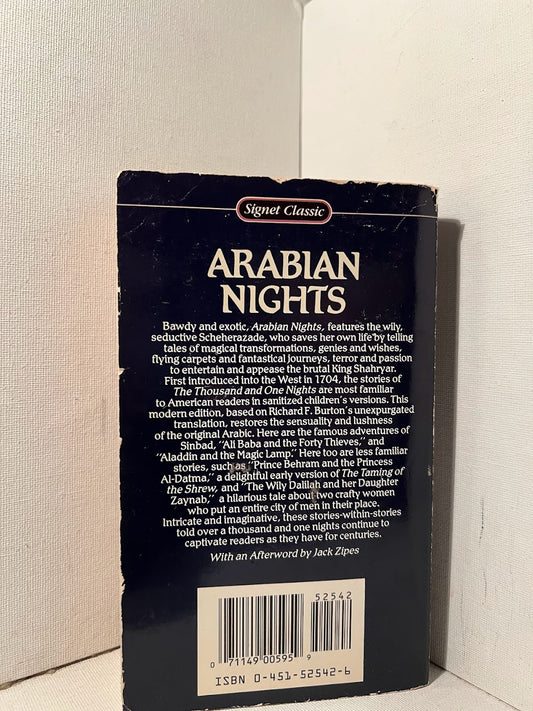 Signet Classic
ARABIAN
NIGHTS
Bawdy and exotic, Arabian Nights, features the wily,
seductive Scheherazade, who saves her own life by telling
tales of magical transformations, genies and wishes,
flying carpets and fantastical journeys, terror and passion
to entertain and appease the brutal King Shahryar.
First introduced into the West in 1704, the stories of
The Thousand and One Nights are most familiar
to American readers in sanitized children's versions. This
modern edition, based on Richard F. Burton's unexpurgated
translation, restores the sensuality and lushness
of the original Arabic. Here are the famous adventures of
Sinbad, "Ali Baba and the Forty Thieves," and
"Aladdin and the Magic Lamp." Here too are less familiar
stories, such as "Prince Behram and the Princess
Al-Datma," a delightful early version of The Taming of
the Shrew, and "The Wily Dalilah and her Daughter
Zaynab," a hilarious tale about two crafty women
who put an entire city of men in their place.
Intricate and imaginative, these stories-within-stories
told over a thousand and one nights continue to
captivate readers as they have for centuries.
With an Afterword by Jack Zipes
52542
0 71149 00595 9
ISBN 0-451-52542-6